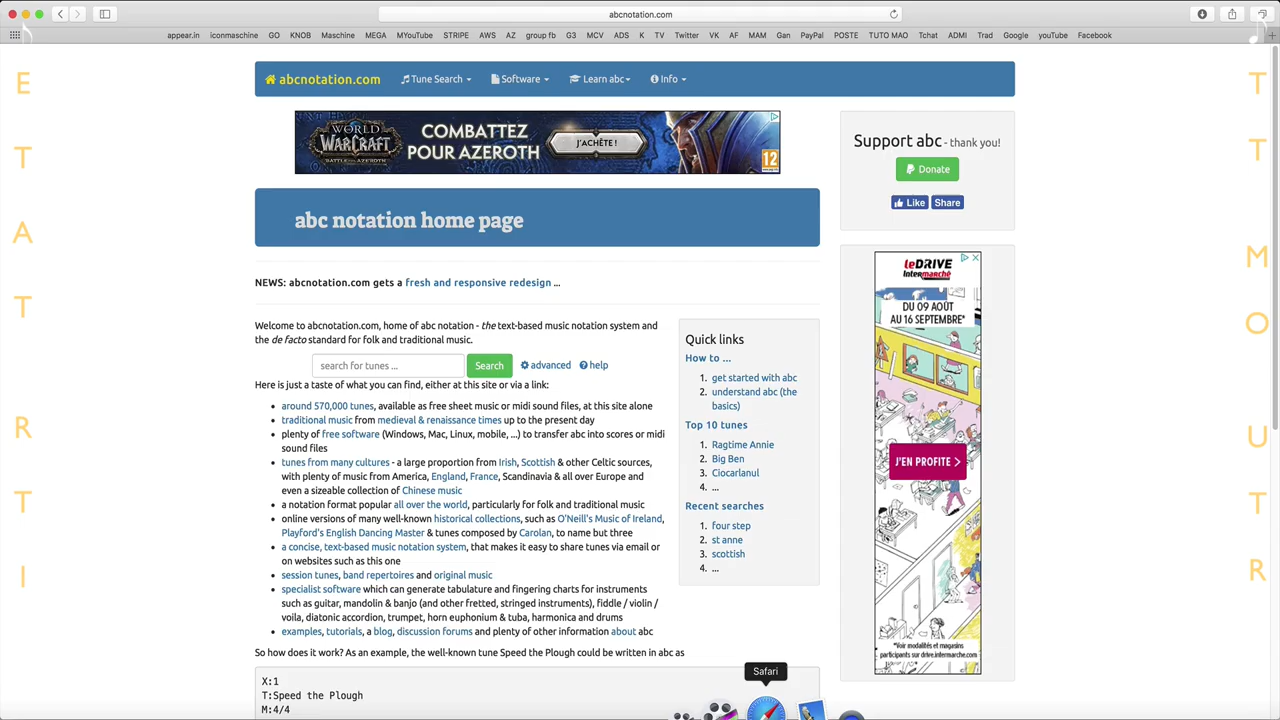 abcnotation.com
appear.in iconmaschine GO KNOB Maschine MEGA MYouTube STRIPE AWS AZ group fb G3 MCV ADS K TV Twitter VK AF MAM Gan PayPal POSTE TUTO MAO Tchat ADMI Trad Google youTube Facebook
E
T
A
T
R
T
I
abcnotation.com Tune Search Software Learn abc Info
WORLD WARCRAFT
BATTLE FOR AZEROTH
COMBATTEZ
POUR AZEROTH
J'ACHÈTE !
12
abc notation home page
NEWS: abcnotation.com gets a fresh and responsive redesign ...
Welcome to abcnotation.com, home of abc notation - the text-based music notation system and
the de facto standard for folk and traditional music.
search for tunes ... Search advanced help
Here is just a taste of what you can find, either at this site or via a link:
• around 570,000 tunes, available as free sheet music or midi sound files, at this site alone
• traditional music from medieval & renaissance times up to the present day
• plenty of free software (Windows, Mac, Linux, mobile, ...) to transfer abc into scores or midi
sound files
• tunes from many cultures - a large proportion from Irish, Scottish & other Celtic sources,
with plenty of music from America, England, France, Scandinavia & all over Europe and
even a sizeable collection of Chinese music
• a notation format popular all over the world, particularly for folk and traditional music
• online versions of many well-known historical collections, such as O'Neill's Music of Ireland,
Playford's English Dancing Master & tunes composed by Carolan, to name but three
• a concise, text-based music notation system, that makes it easy to share tunes via email or
on websites such as this one
• session tunes, band repertoires and original music
• specialist software which can generate tabulature and fingering charts for instruments
such as guitar, mandolin & banjo (and other fretted, stringed instruments), fiddle / violin /
voila, diatonic accordion, trumpet, horn euphonium & tuba, harmonica and drums
• examples, tutorials, a blog, discussion forums and plenty of other information about abc
So how does it work? As an example, the well-known tune Speed the Plough could be written in abc as
X:1
T:Speed the Plough
M:4/4
Quick links
How to ...
1. get started with abc
2. understand abc (the
basics)
Top 10 tunes
1. Ragtime Annie
2. Big Ben
3. Ciocarlanul
4. ...
Recent searches
1. four step
2. st anne
3. scottish
4. ...
Support abc - thank you!
Donate
Like Share
le DRIVE
Intermarché
DU 09 AOÛT
AU 16 SEPTEMBRE*
J'EN PROFITE >
*Voir modalités et magasins
participants sur drive.intermarche.com
Safari
T
T
M
O
U
T
R